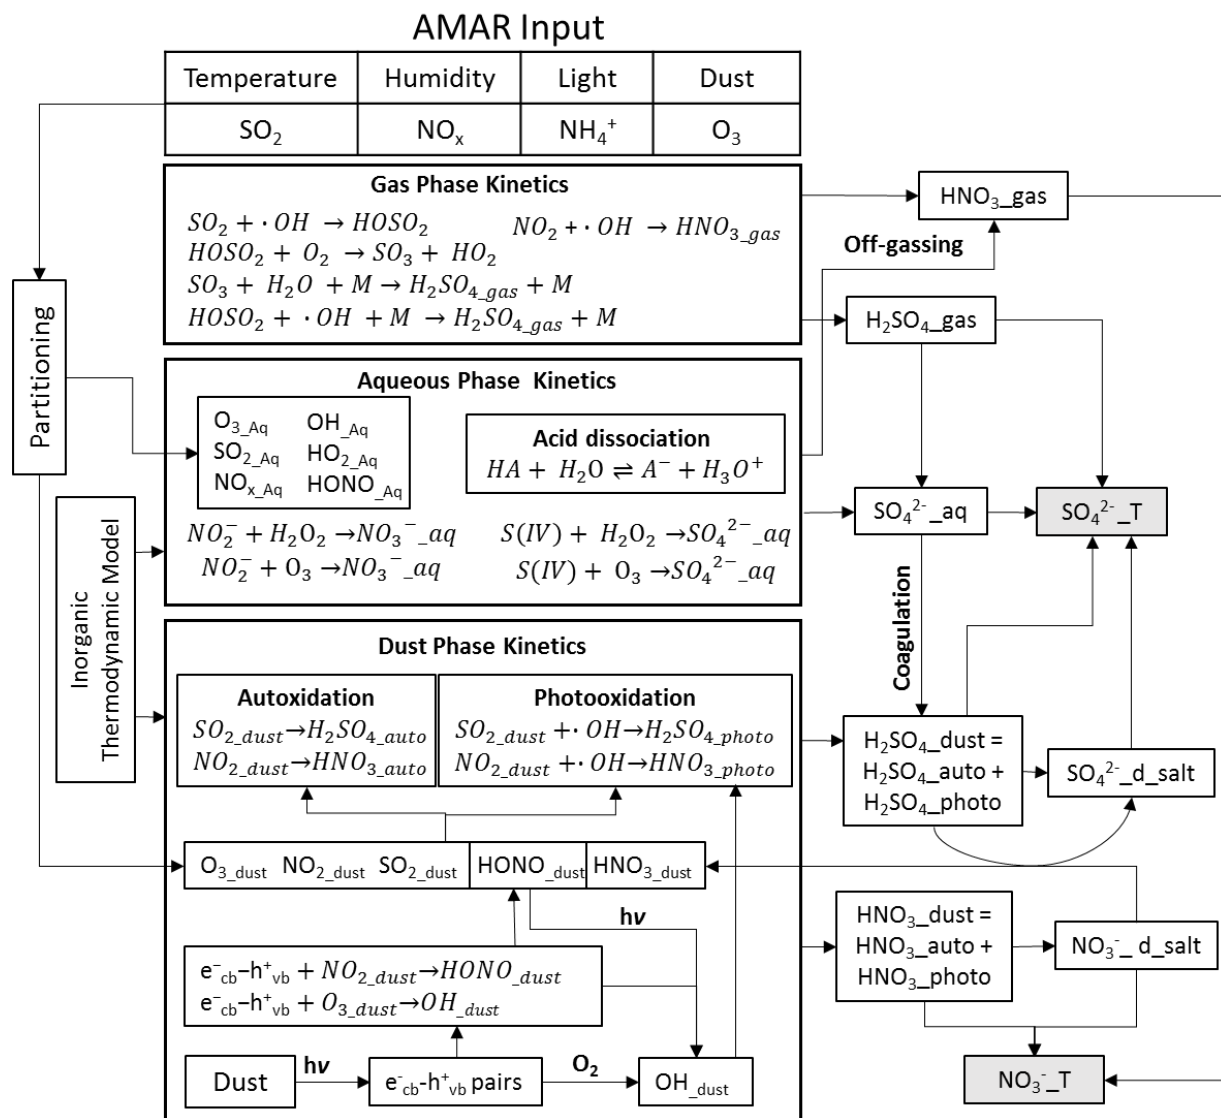 AMAR Input
Temperature Humidity Light Dust
SO₂ NOₓ NH₄⁺ O₃
Partitioning
Inorganic
Thermodynamic Model
Gas Phase Kinetics
SO₂ + · OH → HOSO₂ NO₂ + · OH → HNO₃_gas
HOSO₂ + O₂ → SO₃ + HO₂
SO₃ + H₂O + M → H₂SO₄_gas + M
HOSO₂ + · OH + M → H₂SO₄_gas + M
Aqueous Phase Kinetics
O₃_Aq OH_Aq
SO₂_Aq HO₂_Aq
NOₓ_Aq HONO_Aq
Acid dissociation
HA + H₂O ⇌ A⁻ + H₃O⁺
NO₂⁻ + H₂O₂ → NO₃⁻_aq S(IV) + H₂O₂ → SO₄²⁻_aq
NO₂⁻ + O₃ → NO₃⁻_aq S(IV) + O₃ → SO₄²⁻_aq
Dust Phase Kinetics
Autoxidation
SO₂_dust → H₂SO₄_auto
NO₂_dust → HNO₃_auto
Photooxidation
SO₂_dust + · OH → H₂SO₄_photo
NO₂_dust + · OH → HNO₃_photo
O₃_dust NO₂_dust SO₂_dust HONO_dust HNO₃_dust
hv
e⁻cb–h⁺vb + NO₂_dust → HONO_dust
e⁻cb–h⁺vb + O₃_dust → OH_dust
Dust
hv
e⁻cb–h⁺vb pairs
O₂
OH_dust
HNO₃_gas
Off-gassing
H₂SO₄_gas
SO₄²⁻_aq
SO₄²⁻_T
Coagulation
H₂SO₄_dust =
H₂SO₄_auto +
H₂SO₄_photo
SO₄²⁻_d_salt
HNO₃_dust =
HNO₃_auto +
HNO₃_photo
NO₃⁻_d_salt
NO₃⁻_T